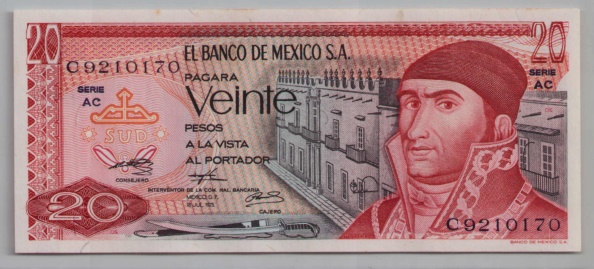 20
EL BANCO DE MEXICO S.A.
20
C9210170
PAGARA
SERIE
AC
Veinte
SERIE
AC
SUD
PESOS
A LA VISTA
AL PORTADOR
CONSEJERO
INTERVENTOR DE LA COM. NAL. BANCARIA
MEXICO, D.F.
CAJERO
20
C9210170
BANCO DE MEXICO